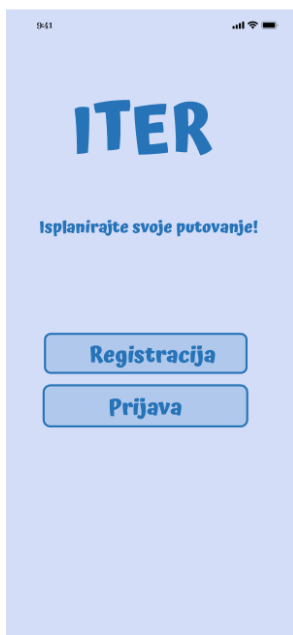 9:41
ITER
Isplanirajte svoje putovanje!
Registracija
Prijava